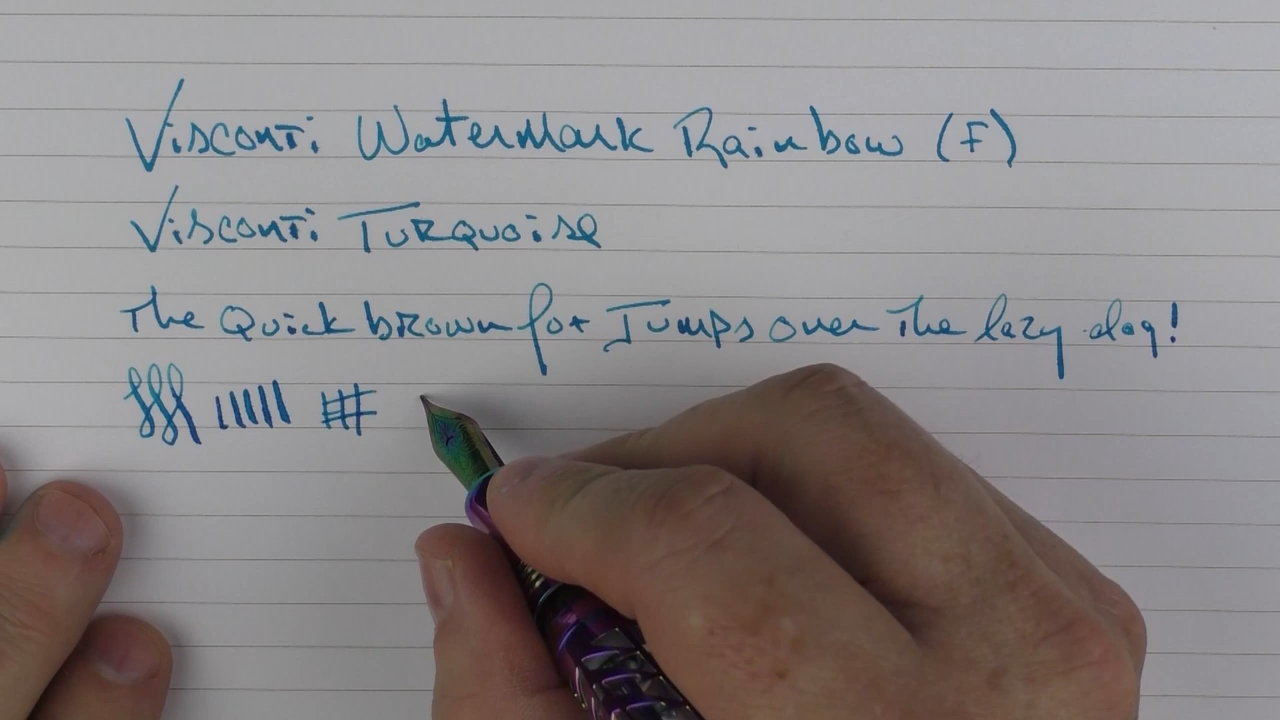 Visconti Watermark Rainbow (F)
Visconti Turquoise
The Quick brown fox Jumps over The lazy dog!